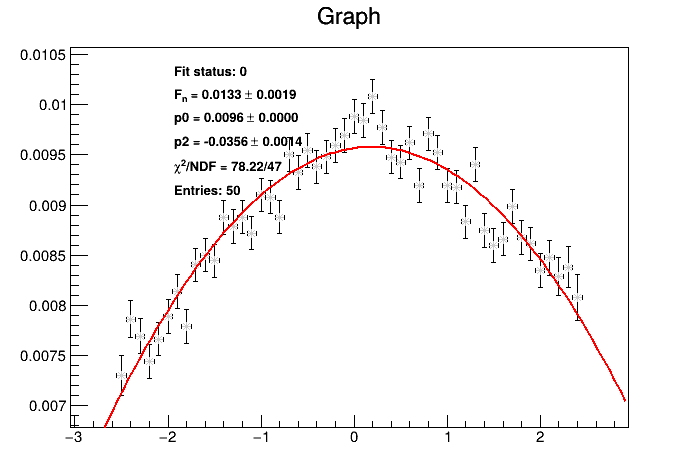 Graph
0.0105
0.01
0.0095
0.009
0.0085
0.008
0.0075
0.007
Fit status: 0
Fn = 0.0133 ± 0.0019
p0 = 0.0096 ± 0.0000
p2 = -0.0356 ± 0.0014
χ²/NDF = 78.22/47
Entries: 50
−3 −2 −1 0 1 2